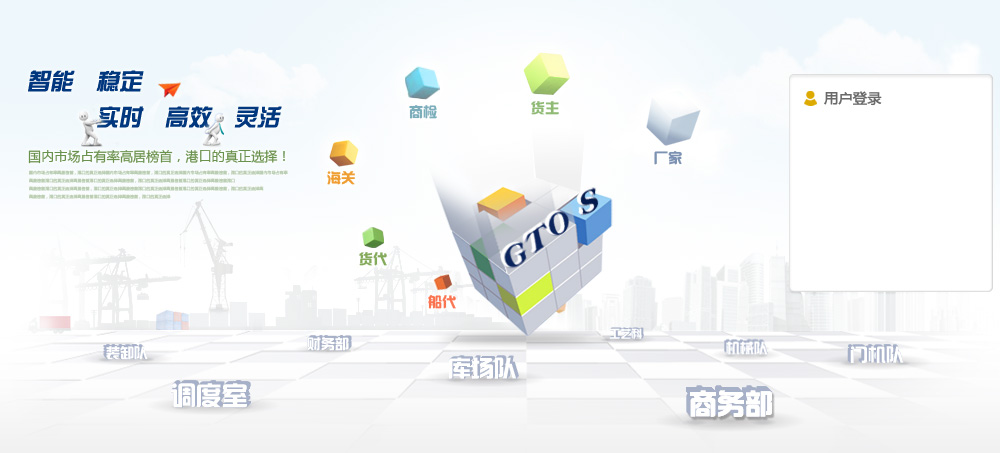 智能 稳定
实时 高效 灵活
国内市场占有率高居榜首，港口的真正选择！
商检
货主
厂家
海关
货代
船代
GTOS
用户登录
工艺科
装卸队
财务部
库场队
机械队
门机队
调度室
商务部